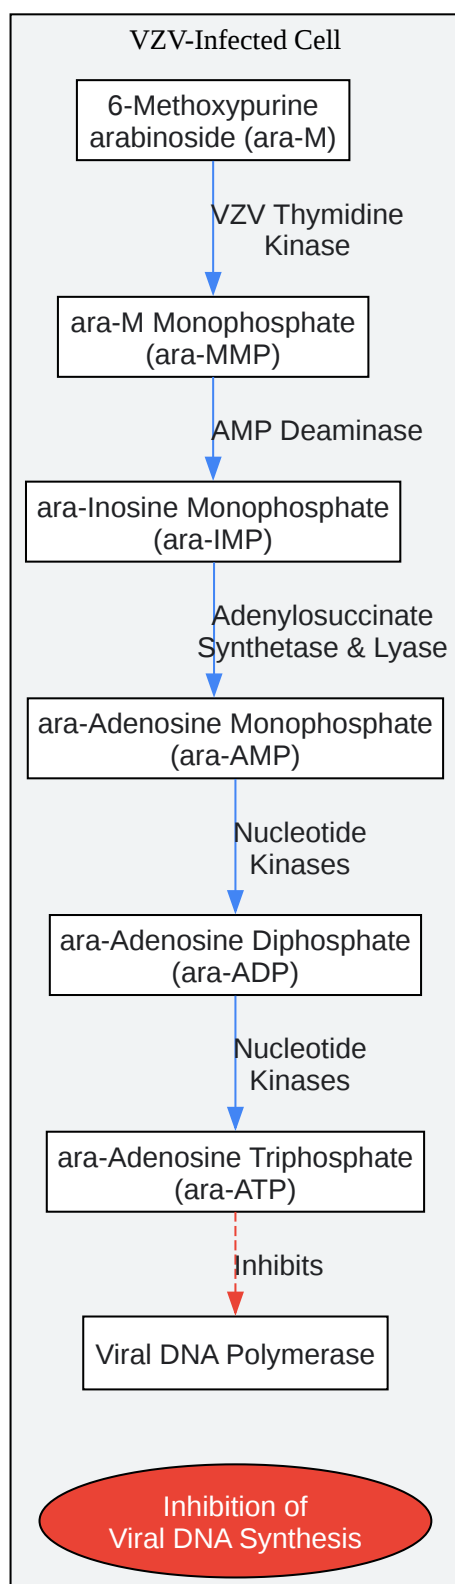 VZV-Infected Cell
6-Methoxypurine
arabinoside (ara-M)
VZV Thymidine
Kinase
ara-M Monophosphate
(ara-MMP)
AMP Deaminase
ara-Inosine Monophosphate
(ara-IMP)
Adenylosuccinate
Synthetase & Lyase
ara-Adenosine Monophosphate
(ara-AMP)
Nucleotide
Kinases
ara-Adenosine Diphosphate
(ara-ADP)
Nucleotide
Kinases
ara-Adenosine Triphosphate
(ara-ATP)
Inhibits
Viral DNA Polymerase
Inhibition of
Viral DNA Synthesis